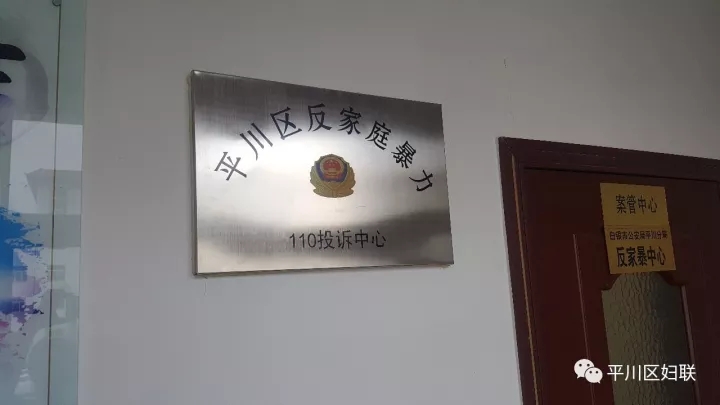 平川区反家庭暴力
110投诉中心
案管中心
白银市公安局平川分局
反家暴中心
平川区妇联